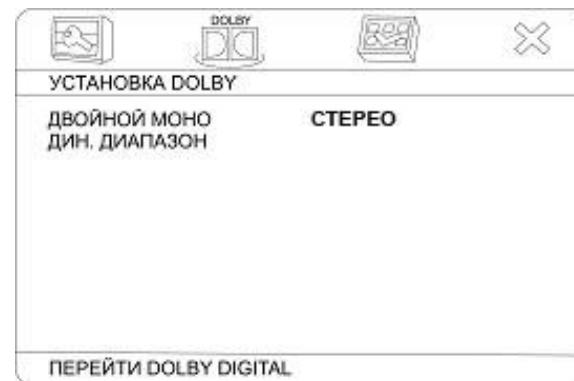 DOLBY
УСТАНОВКА DOLBY
ДВОЙНОЙ МОНО СТЕРЕО
ДИН. ДИАПАЗОН
ПЕРЕЙТИ DOLBY DIGITAL